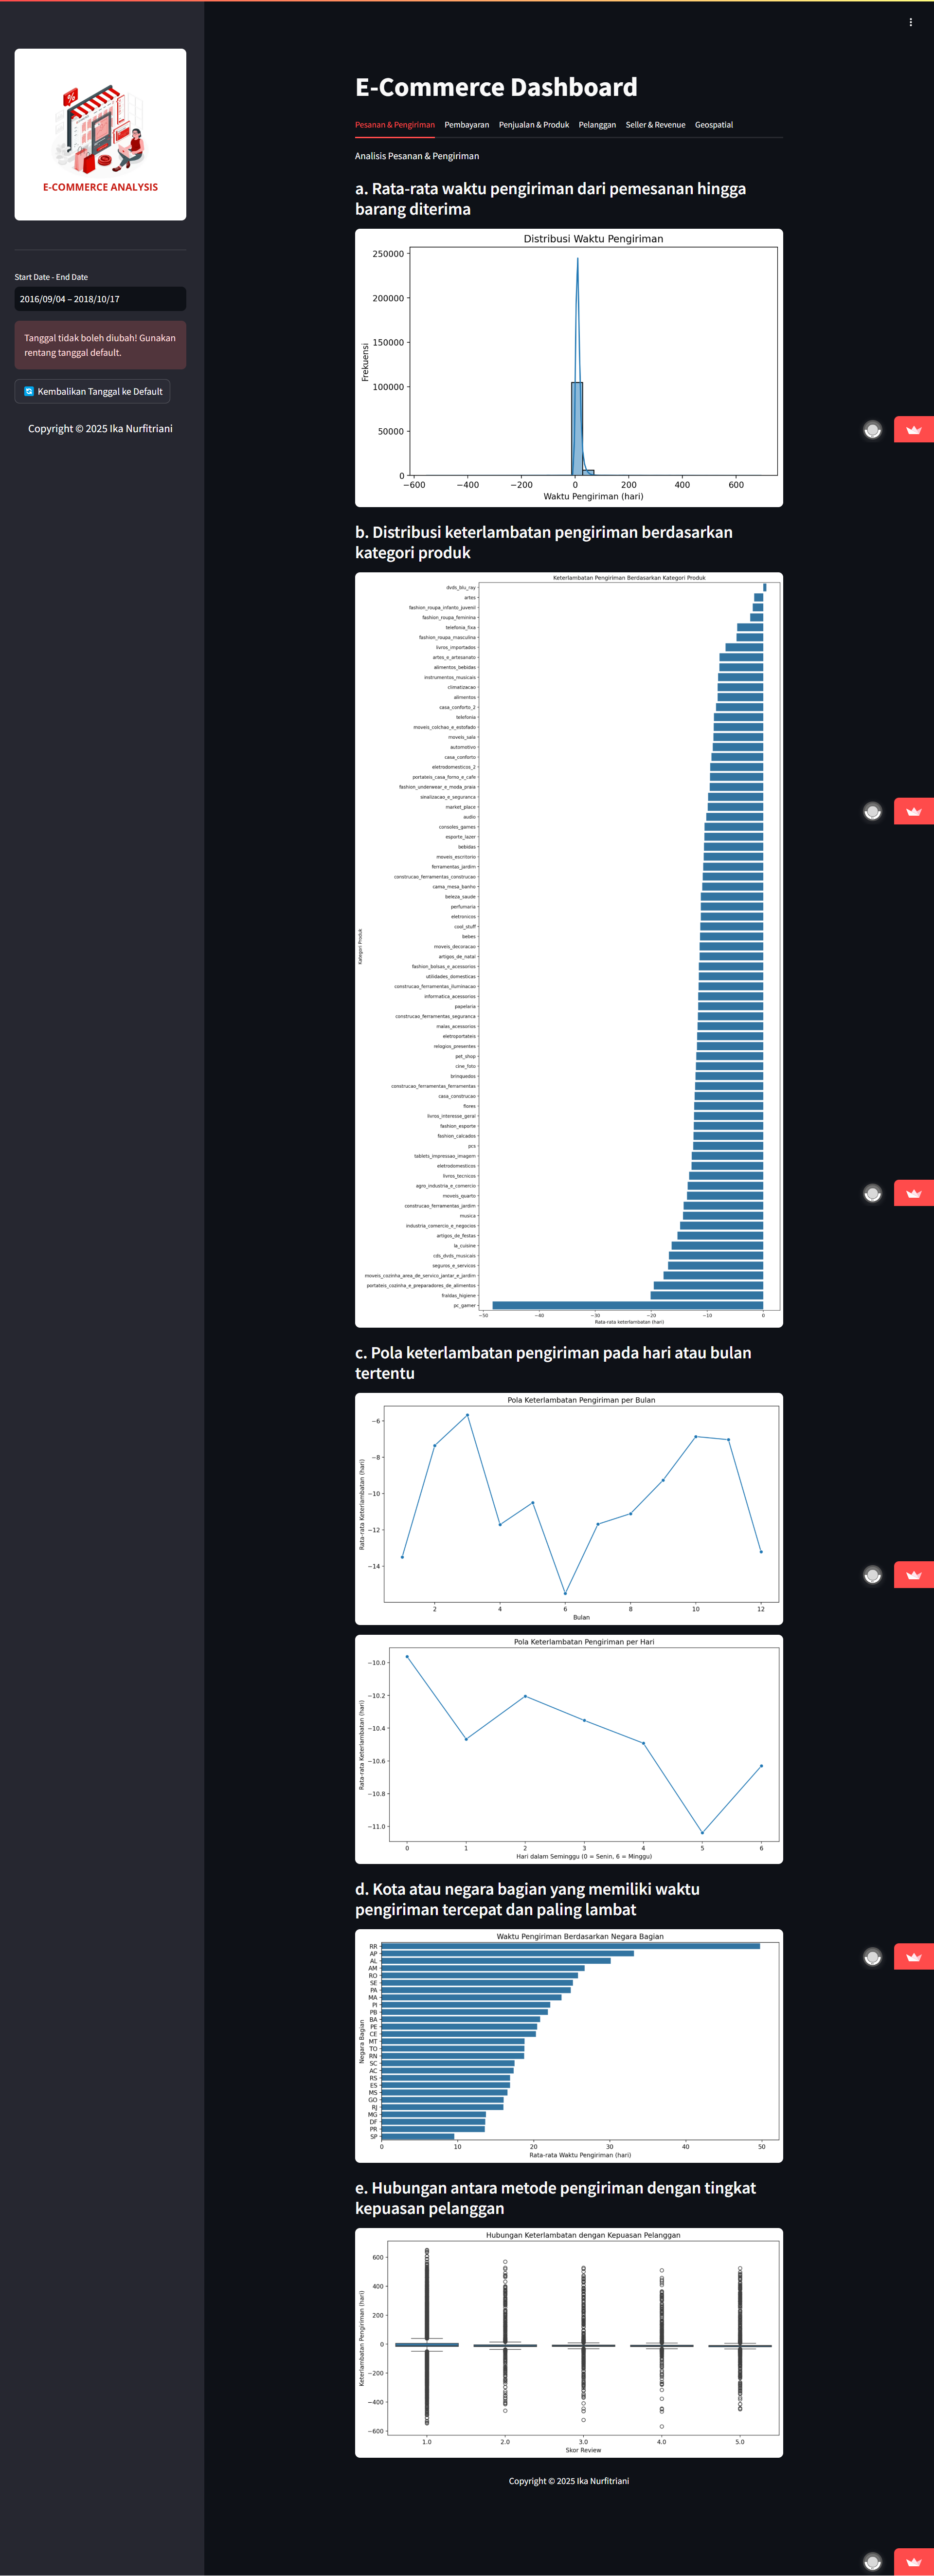 E-COMMERCE ANALYSIS
Start Date - End Date
2016/09/04 – 2018/10/17
Tanggal tidak boleh diubah! Gunakan
rentang tanggal default.
Kembalikan Tanggal ke Default
Copyright © 2025 Ika Nurfitriani
E-Commerce Dashboard
Pesanan & Pengiriman Pembayaran Penjualan & Produk Pelanggan Seller & Revenue Geospatial
Analisis Pesanan & Pengiriman
a. Rata-rata waktu pengiriman dari pemesanan hingga
barang diterima
Distribusi Waktu Pengiriman
Frekuensi
250000
200000
150000
100000
50000
0
−600 −400 −200 0 200 400 600
Waktu Pengiriman (hari)
b. Distribusi keterlambatan pengiriman berdasarkan
kategori produk
Keterlambatan Pengiriman Berdasarkan Kategori Produk
Kategori Produk
dvds_blu_ray
artes
fashion_roupa_infanto_juvenil
fashion_roupa_feminina
telefonia_fixa
fashion_roupa_masculina
livros_importados
artes_e_artesanato
alimentos_bebidas
instrumentos_musicais
climatizacao
alimentos
casa_conforto_2
telefonia
moveis_colchao_e_estofado
moveis_sala
automotivo
casa_conforto
eletrodomesticos_2
portateis_casa_forno_e_cafe
fashion_underwear_e_moda_praia
sinalizacao_e_seguranca
market_place
audio
consoles_games
esporte_lazer
bebidas
moveis_escritorio
ferramentas_jardim
construcao_ferramentas_construcao
cama_mesa_banho
beleza_saude
perfumaria
eletronicos
cool_stuff
bebes
moveis_decoracao
artigos_de_natal
fashion_bolsas_e_acessorios
utilidades_domesticas
construcao_ferramentas_iluminacao
informatica_acessorios
papelaria
construcao_ferramentas_seguranca
malas_acessorios
eletroportateis
relogios_presentes
pet_shop
cine_foto
brinquedos
construcao_ferramentas_ferramentas
casa_construcao
flores
livros_interesse_geral
fashion_esporte
fashion_calcados
pcs
tablets_impressao_imagem
eletrodomesticos
livros_tecnicos
agro_industria_e_comercio
moveis_quarto
construcao_ferramentas_jardim
musica
industria_comercio_e_negocios
artigos_de_festas
la_cuisine
cds_dvds_musicais
seguros_e_servicos
moveis_cozinha_area_de_servico_jantar_e_jardim
portateis_cozinha_e_preparadores_de_alimentos
fraldas_higiene
pc_gamer
−50 −40 −30 −20 −10 0
Rata-rata keterlambatan (hari)
c. Pola keterlambatan pengiriman pada hari atau bulan
tertentu
Pola Keterlambatan Pengiriman per Bulan
Rata-rata Keterlambatan (hari)
−6
−8
−10
−12
−14
2 4 6 8 10 12
Bulan
Pola Keterlambatan Pengiriman per Hari
Rata-rata Keterlambatan (hari)
−10.0
−10.2
−10.4
−10.6
−10.8
−11.0
0 1 2 3 4 5 6
Hari dalam Seminggu (0 = Senin, 6 = Minggu)
d. Kota atau negara bagian yang memiliki waktu
pengiriman tercepat dan paling lambat
Waktu Pengiriman Berdasarkan Negara Bagian
Negara Bagian
RR
AP
AL
AM
RO
SE
PA
MA
PI
PB
BA
PE
CE
MT
TO
RN
SC
AC
RS
ES
MS
GO
RJ
MG
DF
PR
SP
0 10 20 30 40 50
Rata-rata Waktu Pengiriman (hari)
e. Hubungan antara metode pengiriman dengan tingkat
kepuasan pelanggan
Hubungan Keterlambatan dengan Kepuasan Pelanggan
Keterlambatan Pengiriman (hari)
600
400
200
0
−200
−400
−600
1.0 2.0 3.0 4.0 5.0
Skor Review
Copyright © 2025 Ika Nurfitriani